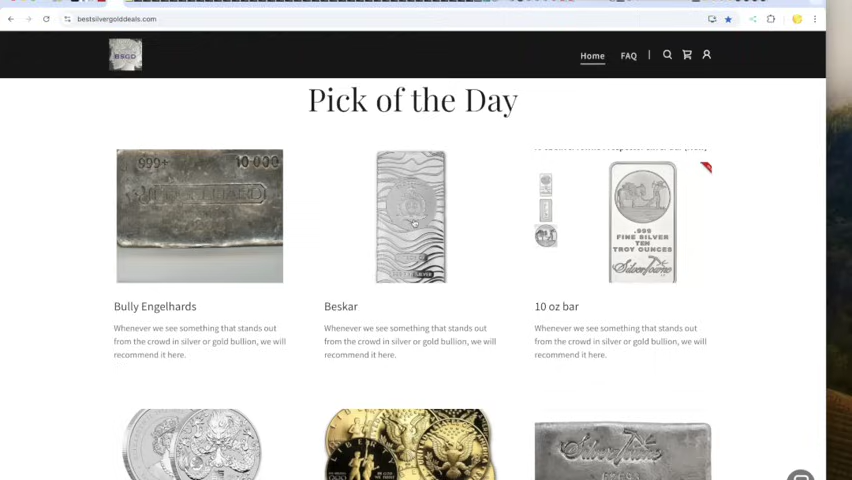 bestsilvergolddeals.com
BSGD
Home
FAQ
Pick of the Day
999+
10 000
.999
FINE SILVER
TEN
TROY OUNCES
SilverTowne
Bully Engelhards
Beskar
10 oz bar
Whenever we see something that stands out
from the crowd in silver or gold bullion, we will
recommend it here.
Whenever we see something that stands out
from the crowd in silver or gold bullion, we will
recommend it here.
Whenever we see something that stands out
from the crowd in silver or gold bullion, we will
recommend it here.
LIBERTY
SilverTowne